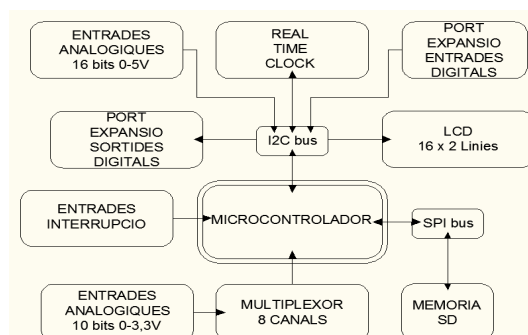 ENTRADES
ANALOGIQUES
16 bits 0-5V
REAL
TIME
CLOCK
PORT
EXPANSIO
ENTRADES
DIGITALS
PORT
EXPANSIO
SORTIDES
DIGITALS
I2C bus
LCD
16 x 2 Linies
ENTRADES
INTERRUPCIO
MICROCONTROLADOR
SPI bus
ENTRADES
ANALOGIQUES
10 bits 0-3,3V
MULTIPLEXOR
8 CANALS
MEMORIA
SD